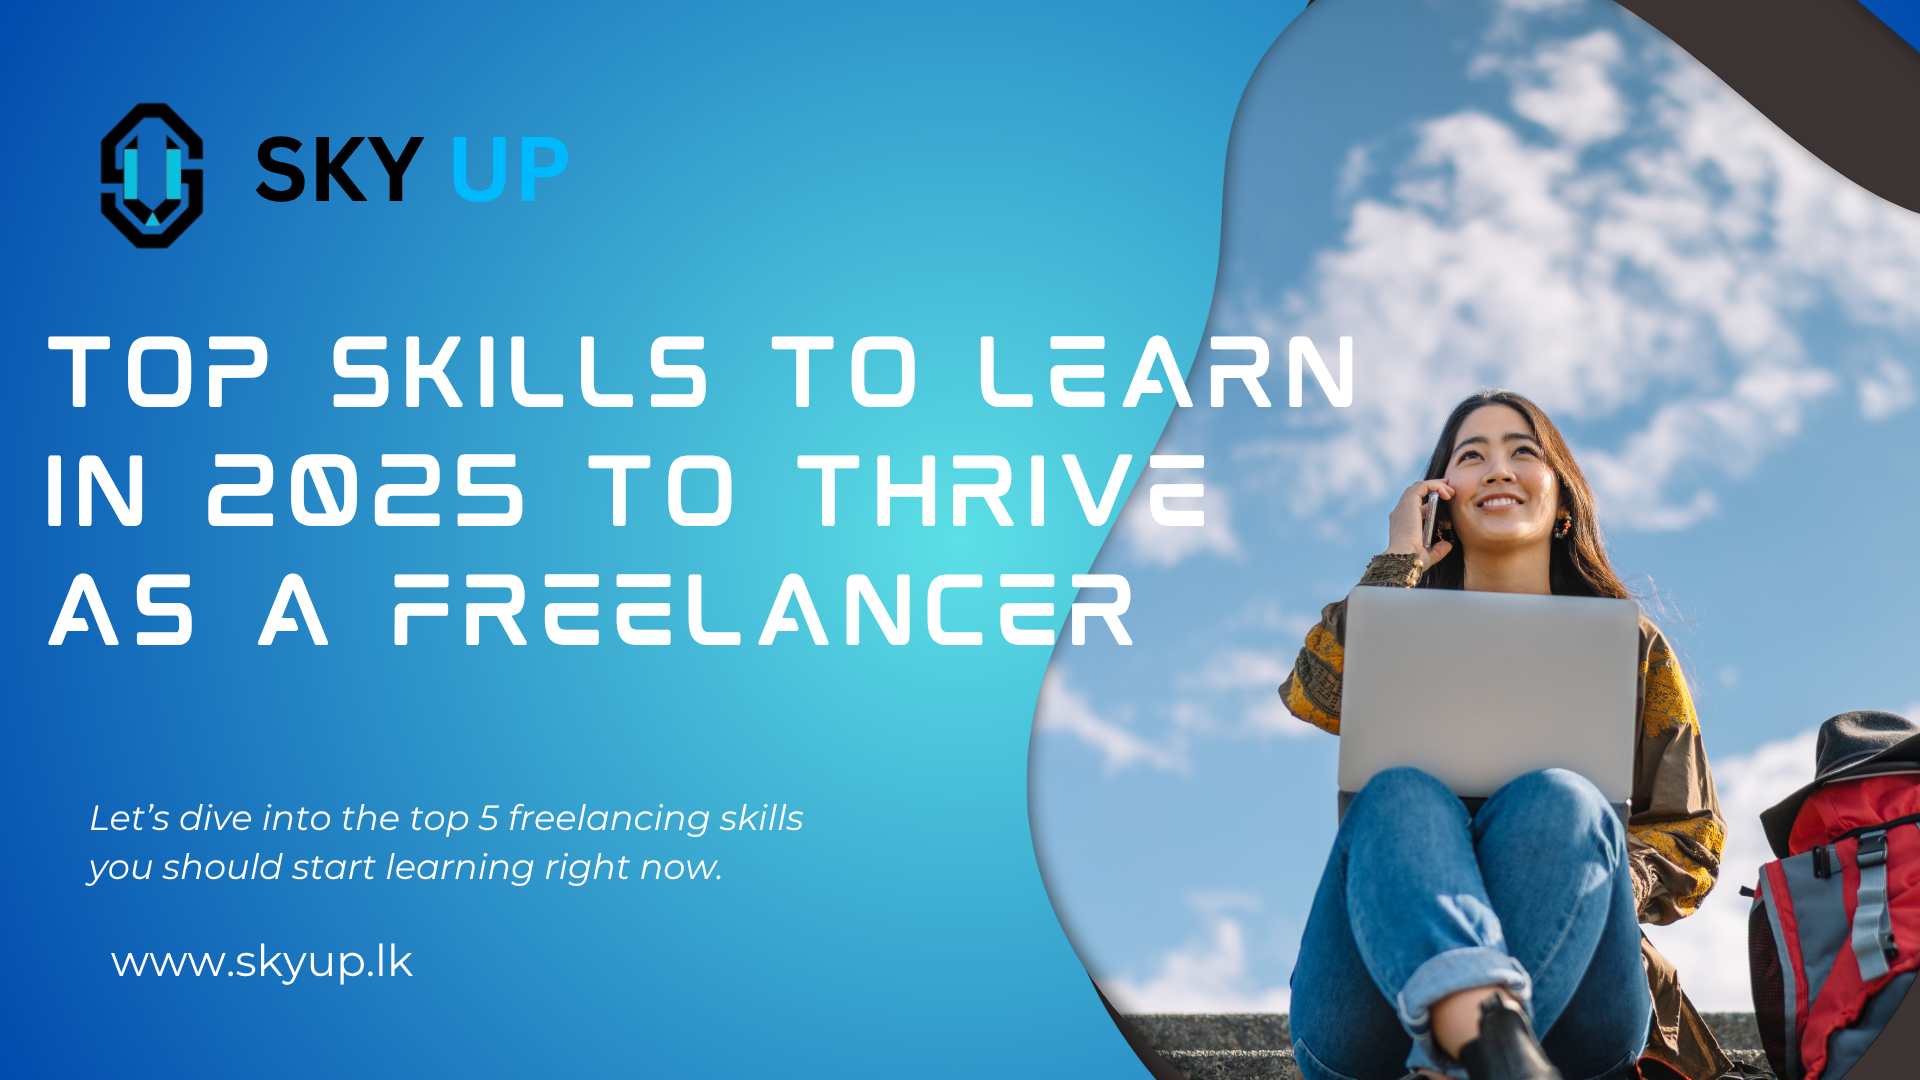 SKY UP
TOP SKILLS TO LEARN
IN 2025 TO THRIVE
AS A FREELANCER
Let’s dive into the top 5 freelancing skills
you should start learning right now.
www.skyup.lk